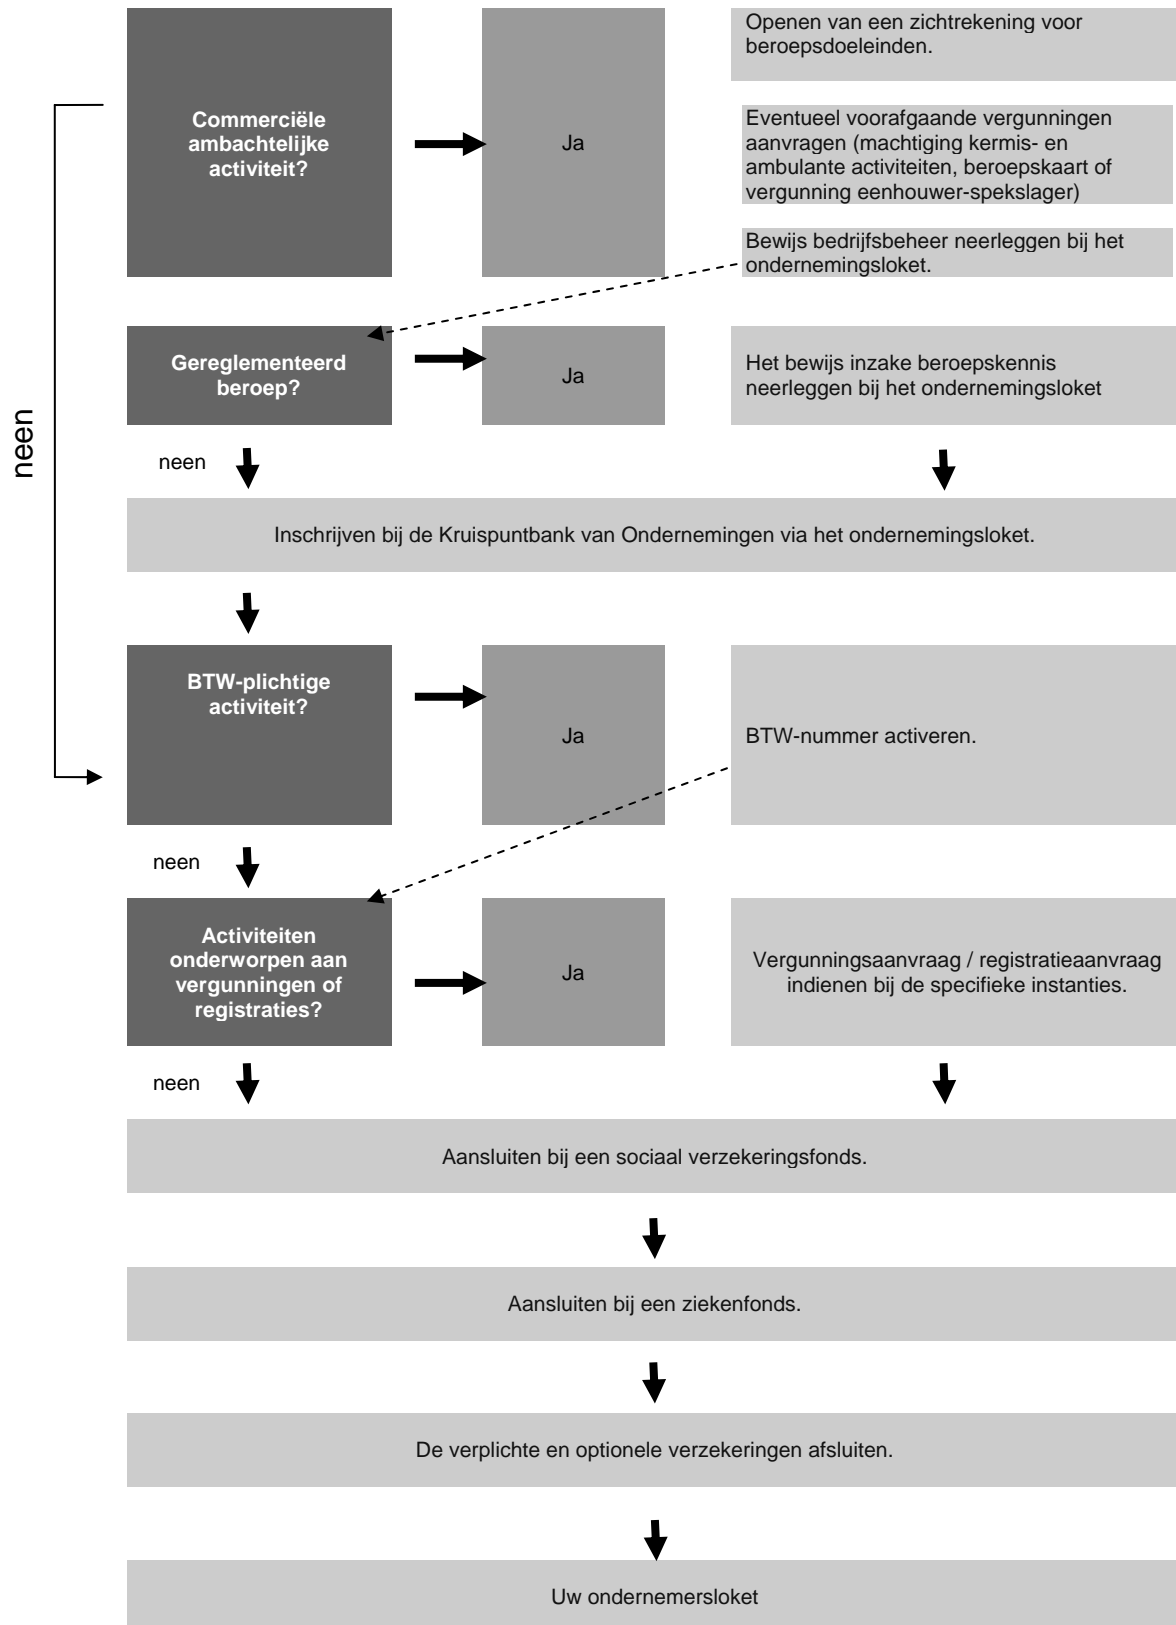 Openen van een zichtrekening voor
beroepsdoeleinden.
Commerciële
ambachtelijke
activiteit?
Ja
Eventueel voorafgaande vergunningen
aanvragen (machtiging kermis- en
ambulante activiteiten, beroepskaart of
vergunning eenhouwer-spekslager)
Bewijs bedrijfsbeheer neerleggen bij het
ondernemingsloket.
Gereglementeerd
beroep?
Ja
Het bewijs inzake beroepskennis
neerleggen bij het ondernemingsloket
neen
neen
Inschrijven bij de Kruispuntbank van Ondernemingen via het ondernemingsloket.
BTW-plichtige
activiteit?
Ja
BTW-nummer activeren.
neen
Activiteiten
onderworpen aan
vergunningen of
registraties?
Ja
Vergunningsaanvraag / registratieaanvraag
indienen bij de specifieke instanties.
neen
Aansluiten bij een sociaal verzekeringsfonds.
Aansluiten bij een ziekenfonds.
De verplichte en optionele verzekeringen afsluiten.
Uw ondernemersloket